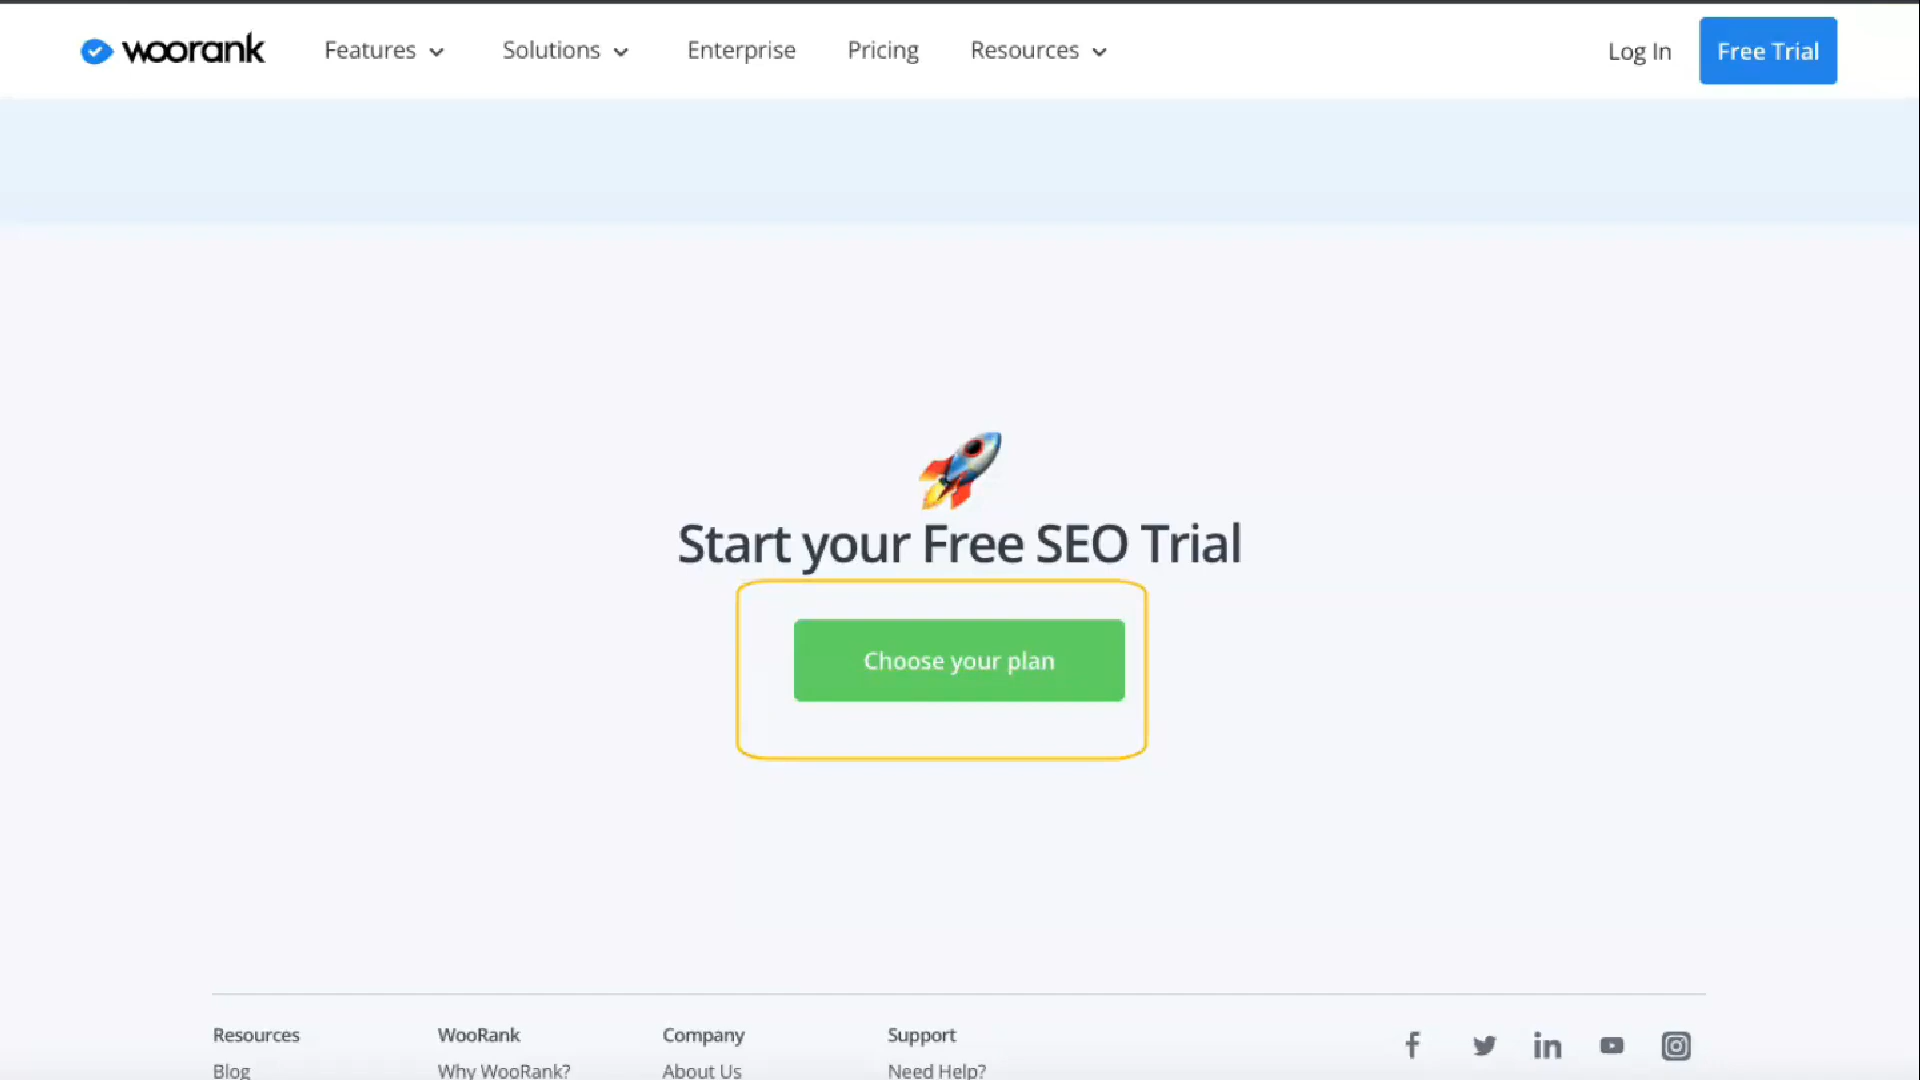 woorank Features Solutions Enterprise Pricing Resources Log In Free Trial
Start your Free SEO Trial
Choose your plan
Resources WooRank Company Support
Blog Why WooRank? About Us Need Help?